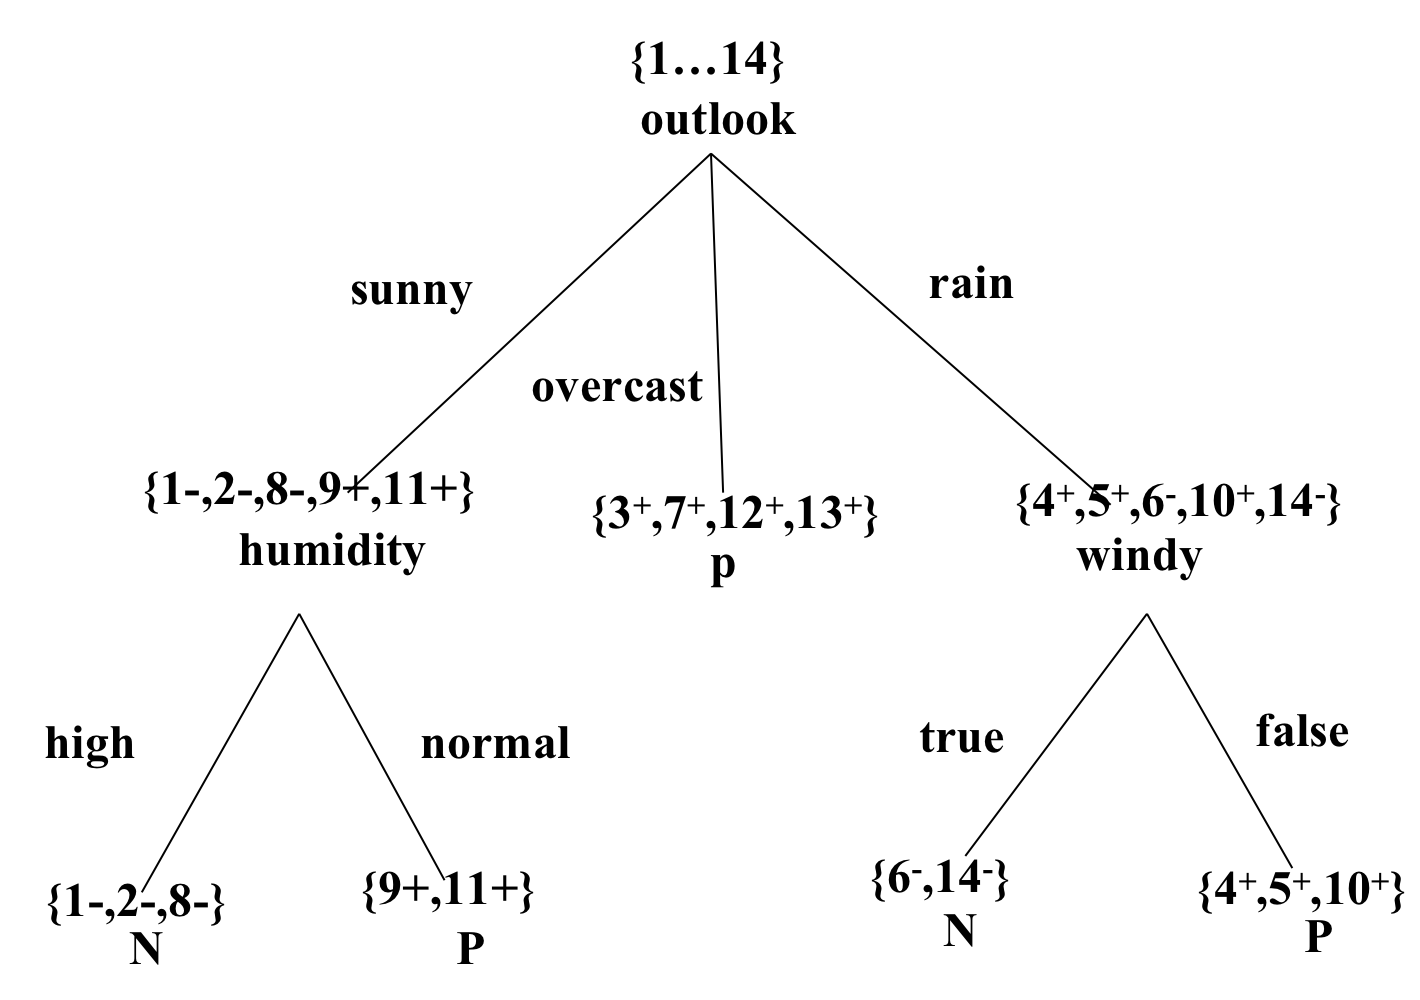 {1…14}
outlook
sunny
rain
overcast
{1-,2-,8-,9+,11+}
{3⁺,7⁺,12⁺,13⁺}
{4⁺,5⁺,6⁻,10⁺,14⁻}
humidity
p
windy
high
normal
true
false
{1-,2-,8-}
{9+,11+}
{6⁻,14⁻}
{4⁺,5⁺,10⁺}
N
P
N
P